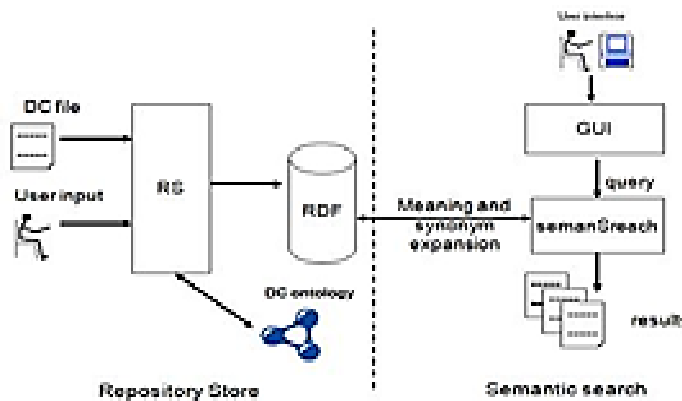 User interface
DC file
GUI
RS
User input
query
RDF
Meaning and
synonym
expansion
semanSreach
DC ontology
result
Repository Store
Semantic search